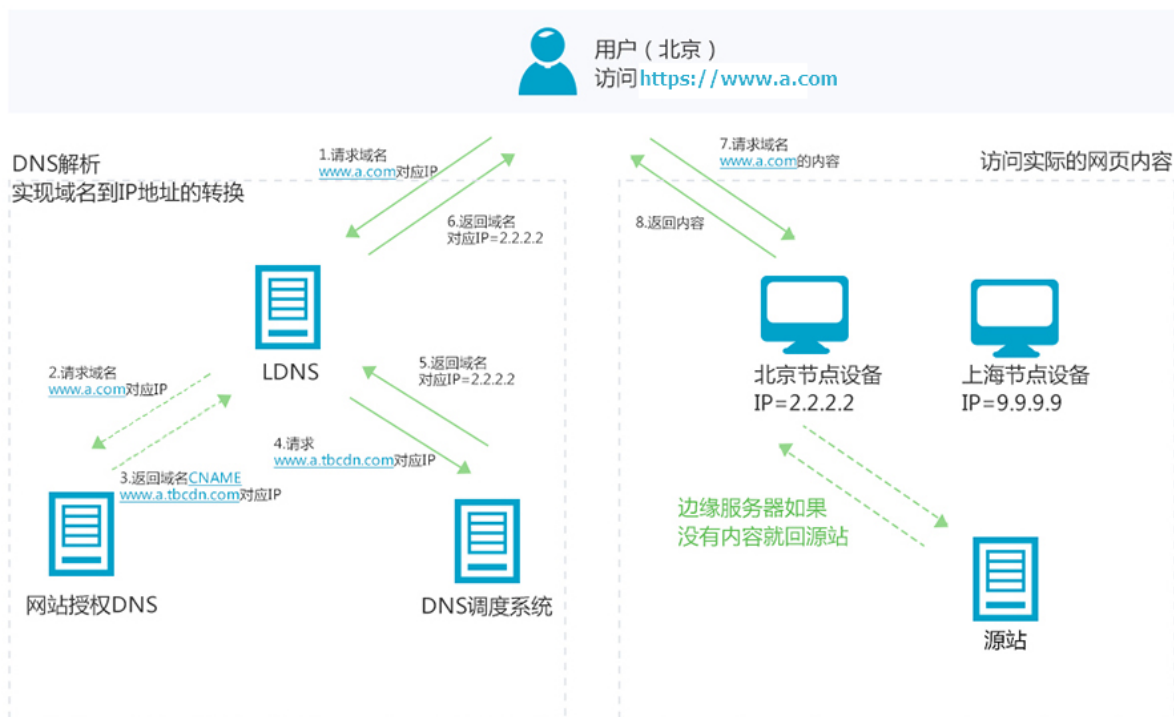 用户（北京）
访问https://www.a.com
DNS解析
实现域名到IP地址的转换
1.请求域名
www.a.com对应IP
6.返回域名
对应IP=2.2.2.2
LDNS
2.请求域名
www.a.com对应IP
3.返回域名CNAME
www.a.tbcdn.com对应IP
4.请求
www.a.tbcdn.com对应IP
5.返回域名
对应IP=2.2.2.2
网站授权DNS
DNS调度系统
访问实际的网页内容
7.请求域名
www.a.com的内容
8.返回内容
北京节点设备
IP=2.2.2.2
上海节点设备
IP=9.9.9.9
边缘服务器如果
没有内容就回源站
源站